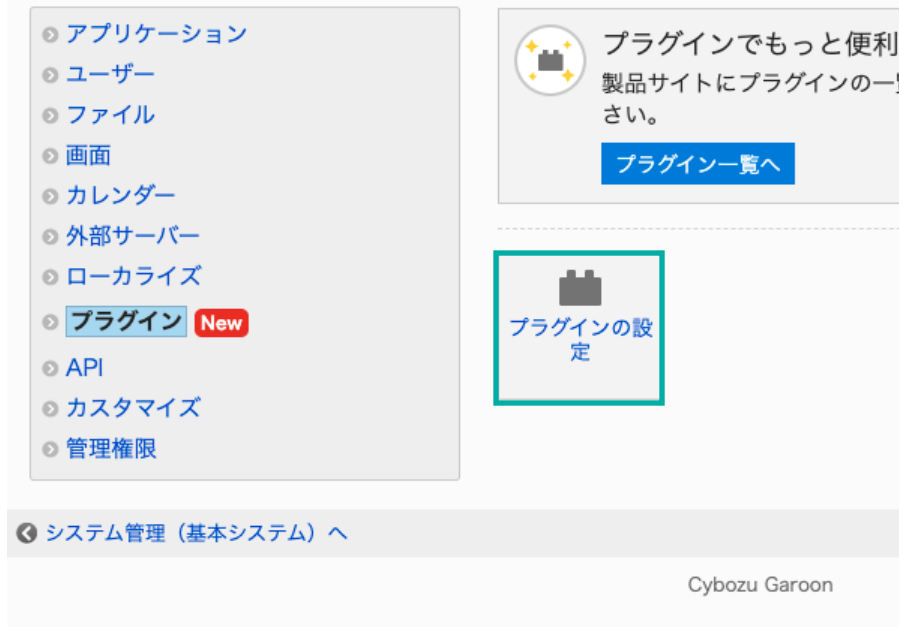 アプリケーション
ユーザー
ファイル
画面
カレンダー
外部サーバー
ローカライズ
プラグイン New
API
カスタマイズ
管理権限
プラグインでもっと便利
製品サイトにプラグインの一
さい。
プラグイン一覧へ
プラグインの設
定
システム管理（基本システム）へ
Cybozu Garoon